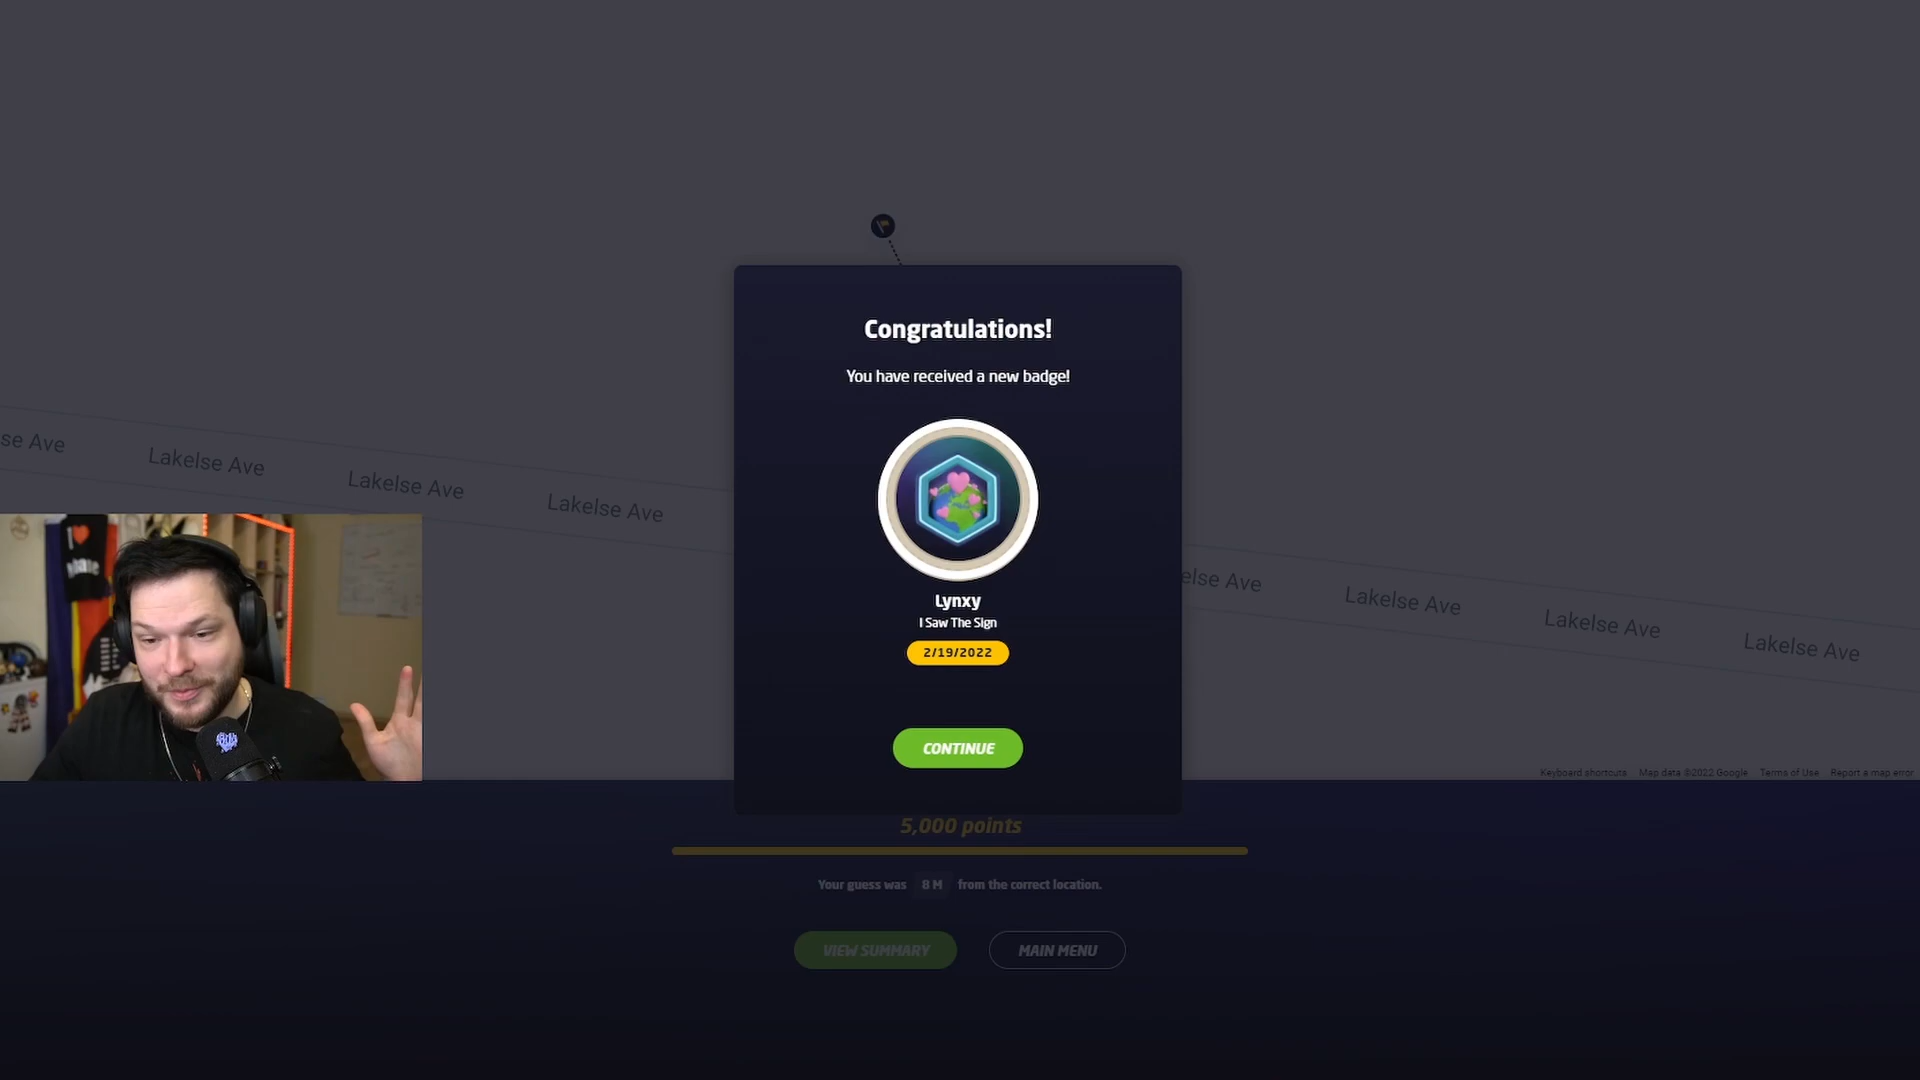 Congratulations!
You have received a new badge!
se Ave
Lakelse Ave
Lakelse Ave
Lakelse Ave
else Ave
Lakelse Ave
Lakelse Ave
Lakelse Ave
I
Lynxy
I Saw The Sign
2/19/2022
CONTINUE
Keyboard shortcuts Map data ©2022 Google Terms of Use Report a map error
5,000 points
Your guess was 8 M from the correct location.
VIEW SUMMARY MAIN MENU